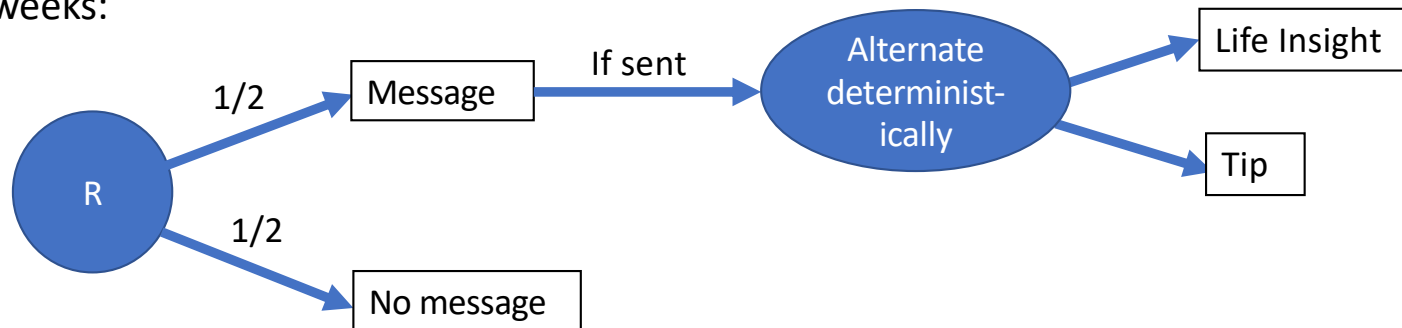 weeks:
R
1/2
Message
If sent
Alternate
determinist-
ically
Life Insight
Tip
1/2
No message